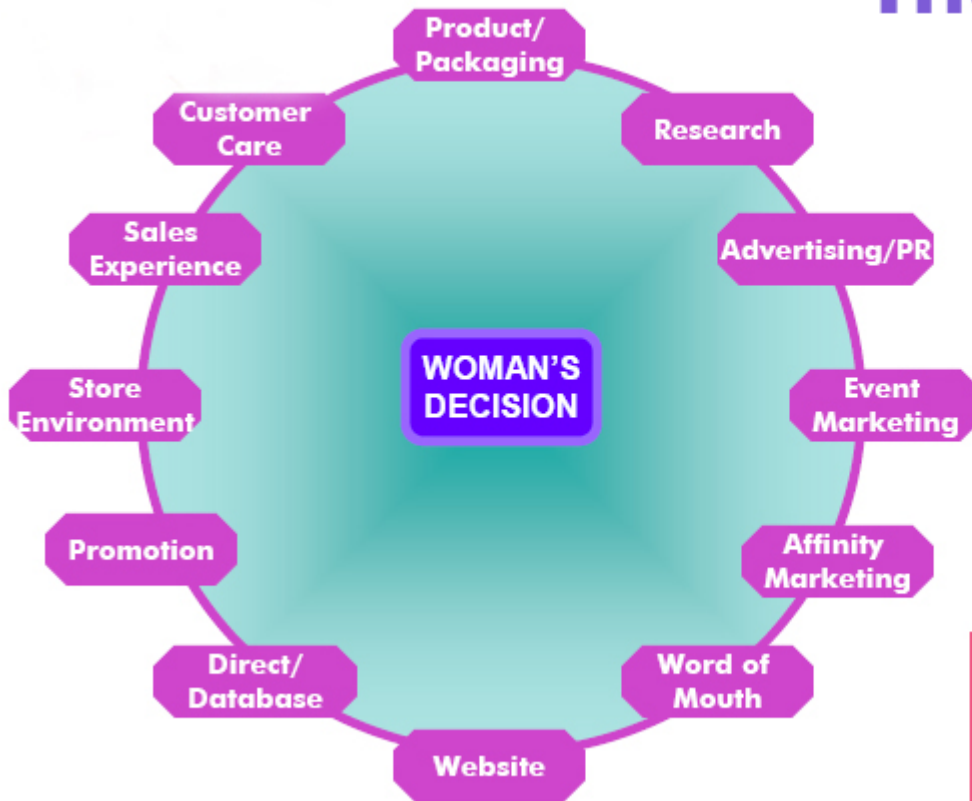 Product/
Packaging
Research
Advertising/PR
Event
Marketing
Affinity
Marketing
Word of
Mouth
Website
Direct/
Database
Promotion
Store
Environment
Sales
Experience
Customer
Care
WOMAN'S
DECISION